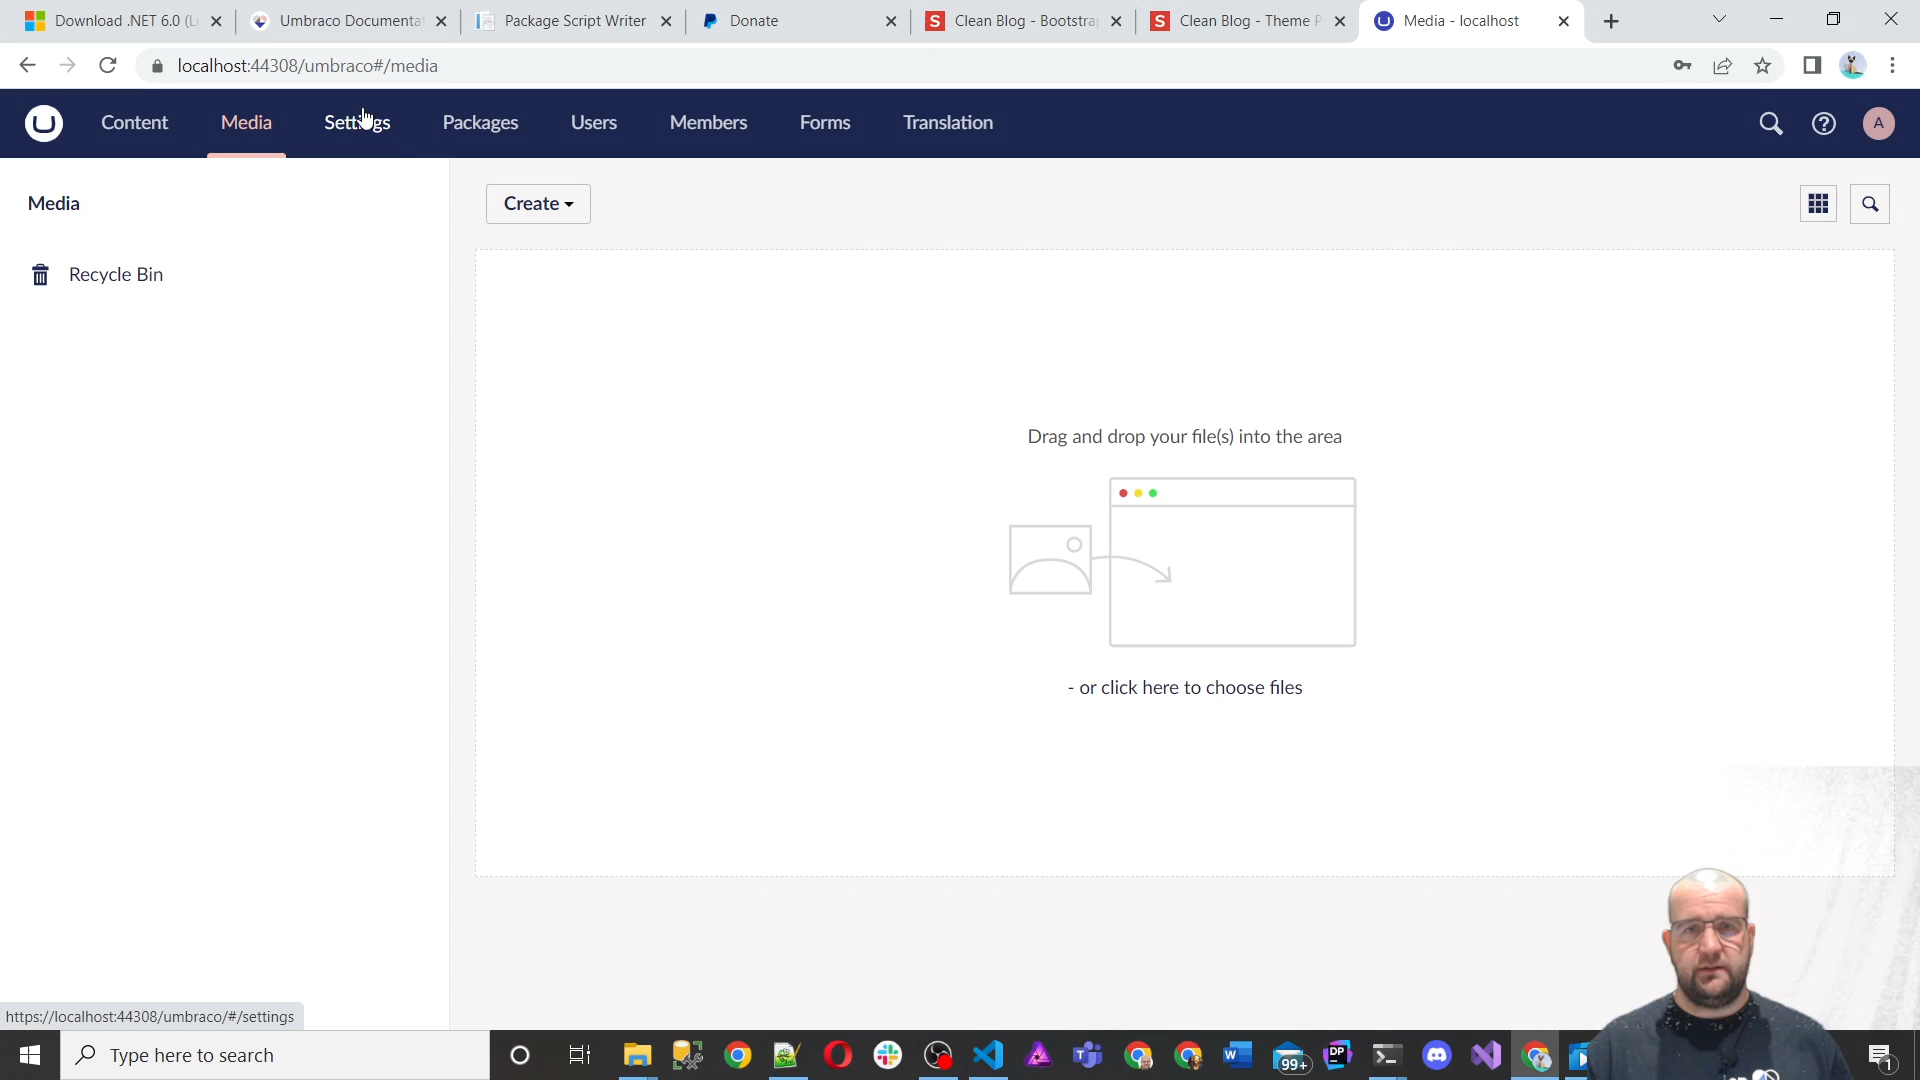 Download .NET 6.0 (Li
Umbraco Documenta
Package Script Writer
Donate
Clean Blog - Bootstra
Clean Blog - Theme P
Media - localhost
localhost:44308/umbraco#/media
Content
Media
Settings
Packages
Users
Members
Forms
Translation
A
Media
Create
Recycle Bin
Drag and drop your file(s) into the area
- or click here to choose files
https://localhost:44308/umbraco/#/settings
Type here to search
99+
DP
1